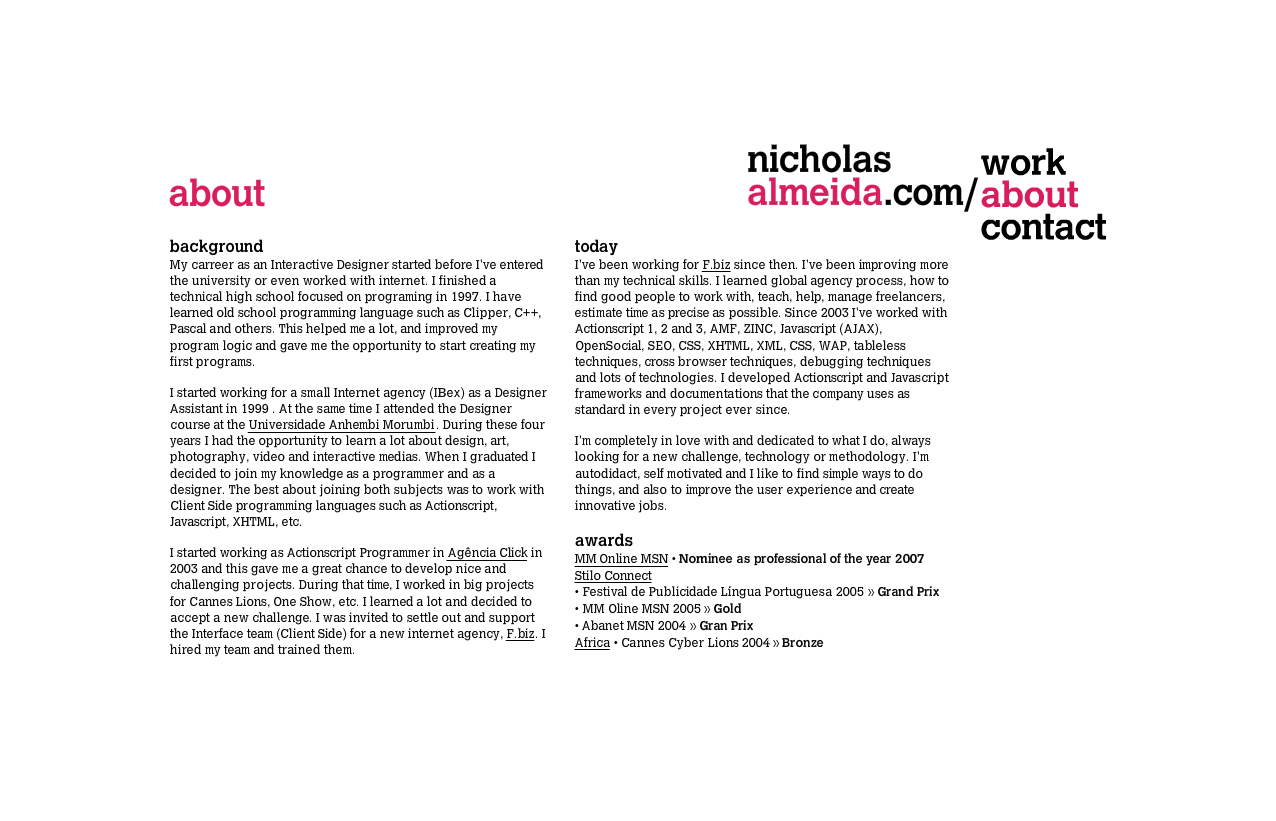 nicholas
almeida.com/
work
about
contact
about
background
My carreer as an Interactive Designer started before I've entered
the university or even worked with internet. I finished a
technical high school focused on programing in 1997. I have
learned old school programming language such as Clipper, C++,
Pascal and others. This helped me a lot, and improved my
program logic and gave me the opportunity to start creating my
first programs.
I started working for a small Internet agency (IBex) as a Designer
Assistant in 1999 . At the same time I attended the Designer
course at the Universidade Anhembi Morumbi. During these four
years I had the opportunity to learn a lot about design, art,
photography, video and interactive medias. When I graduated I
decided to join my knowledge as a programmer and as a
designer. The best about joining both subjects was to work with
Client Side programming languages such as Actionscript,
Javascript, XHTML, etc.
I started working as Actionscript Programmer in Agência Click in
2003 and this gave me a great chance to develop nice and
challenging projects. During that time, I worked in big projects
for Cannes Lions, One Show, etc. I learned a lot and decided to
accept a new challenge. I was invited to settle out and support
the Interface team (Client Side) for a new internet agency, F.biz. I
hired my team and trained them.
today
I've been working for F.biz since then. I've been improving more
than my technical skills. I learned global agency process, how to
find good people to work with, teach, help, manage freelancers,
estimate time as precise as possible. Since 2003 I've worked with
Actionscript 1, 2 and 3, AMF, ZINC, Javascript (AJAX),
OpenSocial, SEO, CSS, XHTML, XML, CSS, WAP, tableless
techniques, cross browser techniques, debugging techniques
and lots of technologies. I developed Actionscript and Javascript
frameworks and documentations that the company uses as
standard in every project ever since.
I'm completely in love with and dedicated to what I do, always
looking for a new challenge, technology or methodology. I'm
autodidact, self motivated and I like to find simple ways to do
things, and also to improve the user experience and create
innovative jobs.
awards
MM Online MSN • Nominee as professional of the year 2007
Stilo Connect
• Festival de Publicidade Língua Portuguesa 2005 » Grand Prix
• MM Oline MSN 2005 » Gold
• Abanet MSN 2004 » Gran Prix
Africa • Cannes Cyber Lions 2004 » Bronze